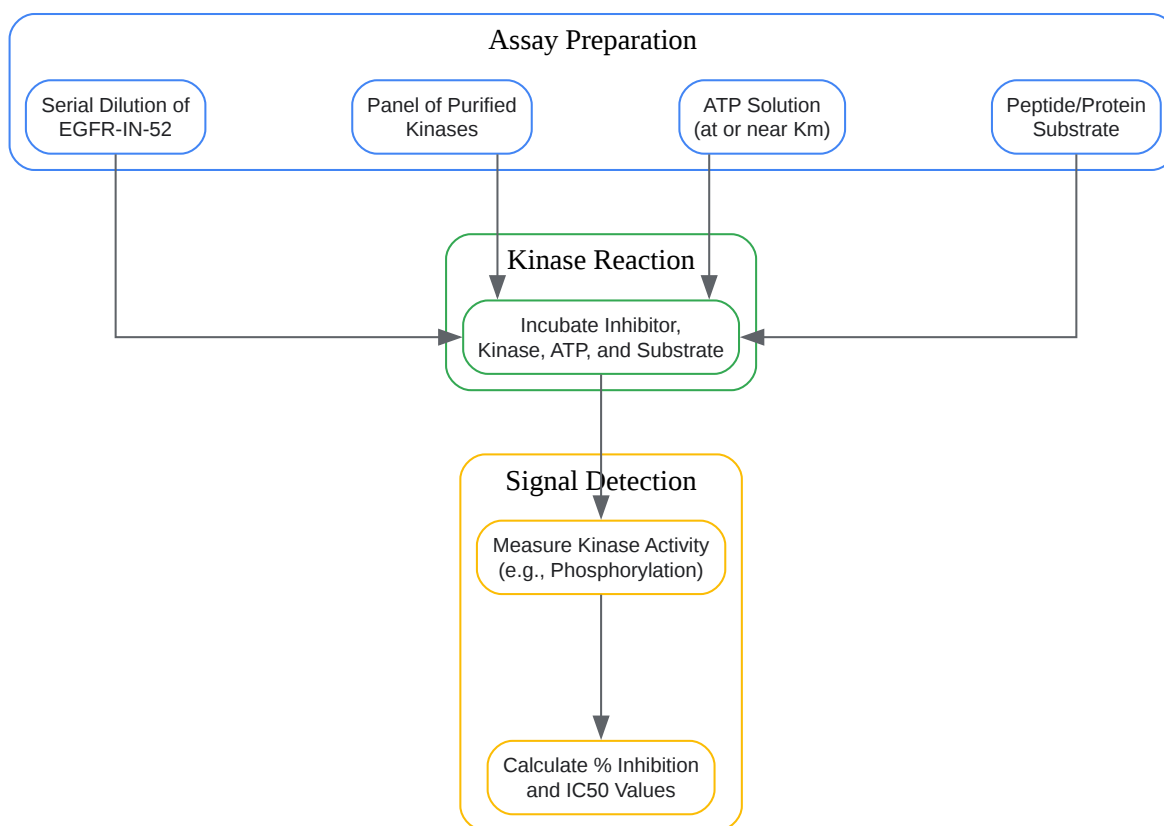 Assay Preparation
Serial Dilution of
EGFR-IN-52
Panel of Purified
Kinases
ATP Solution
(at or near Km)
Peptide/Protein
Substrate
Kinase Reaction
Incubate Inhibitor,
Kinase, ATP, and Substrate
Signal Detection
Measure Kinase Activity
(e.g., Phosphorylation)
Calculate % Inhibition
and IC50 Values